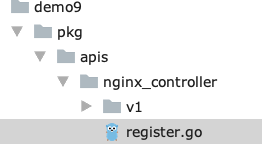 demo9
pkg
apis
nginx_controller
v1
register.go